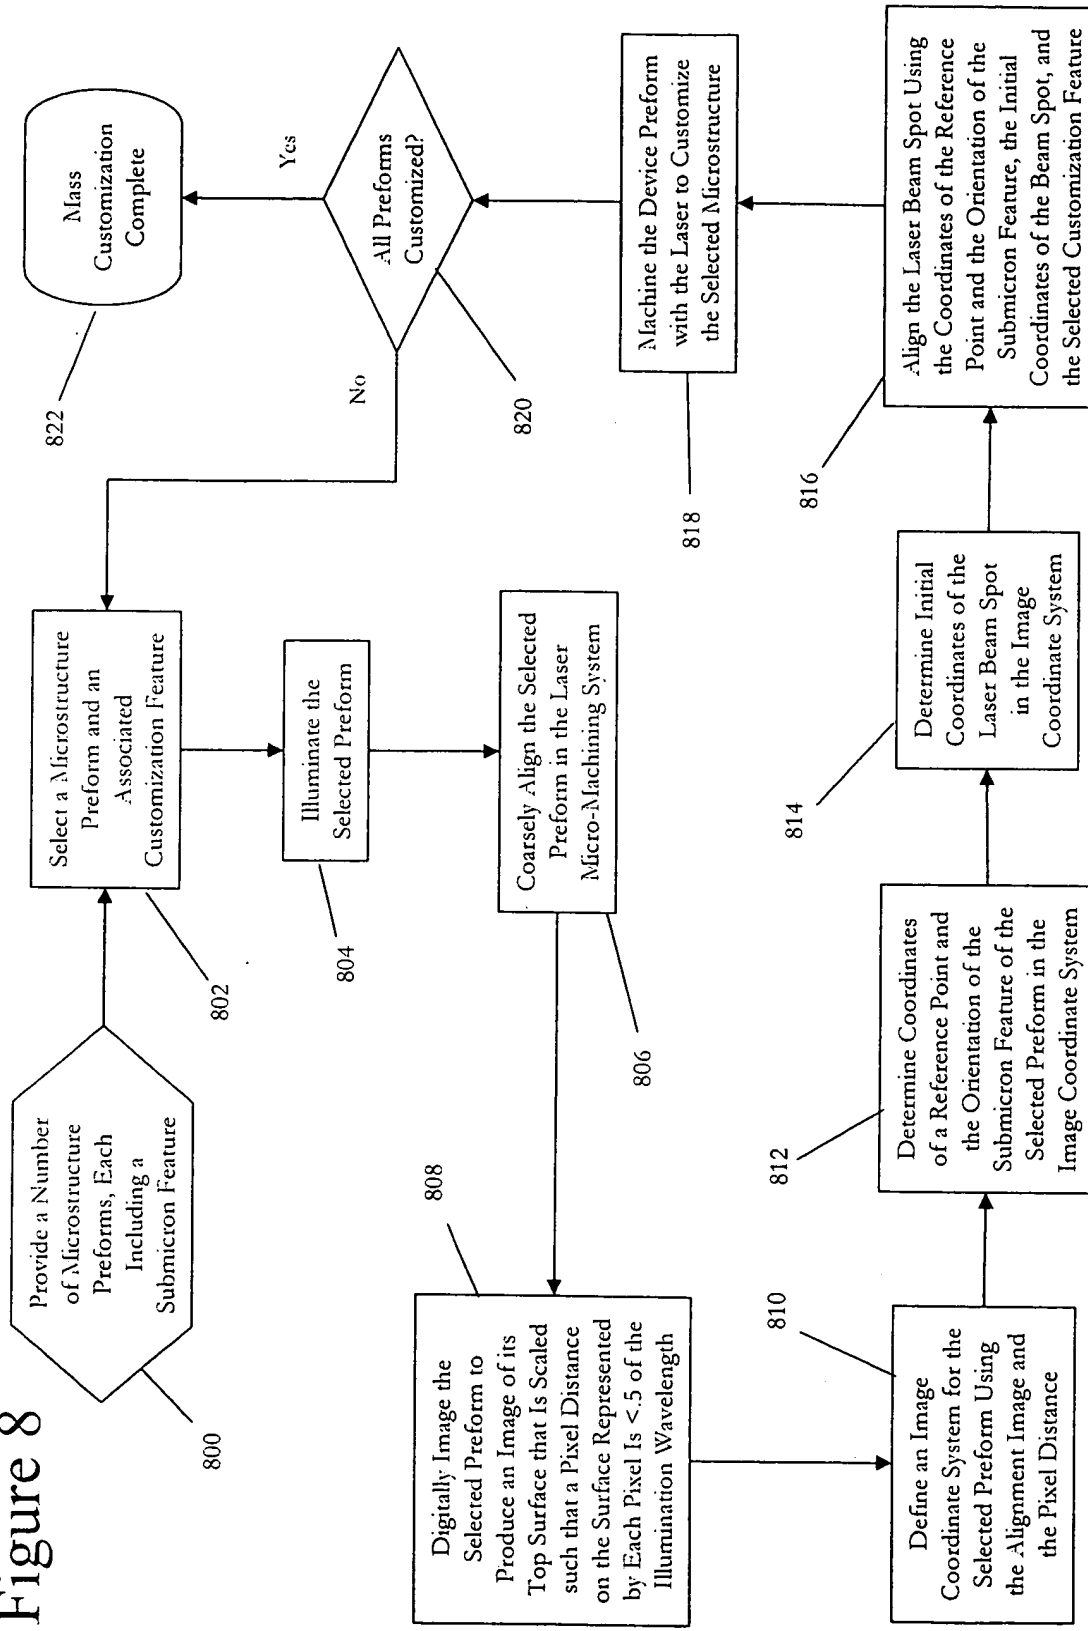 Figure 8
Provide a Number
of Microstructure
Preforms, Each
Including a
Submicron Feature
800
Select a Microstructure
Preform and an
Associated
Customization Feature
802
Illuminate the
Selected Preform
804
Coarsely Align the Selected
Preform in the Laser
Micro-Machining System
806
Digitally Image the
Selected Preform to
Produce an Image of its
Top Surface that Is Scaled
such that a Pixel Distance
on the Surface Represented
by Each Pixel Is <.5 of the
Illumination Wavelength
808
Define an Image
Coordinate System for the
Selected Preform Using
the Alignment Image and
the Pixel Distance
810
Determine Coordinates
of a Reference Point and
the Orientation of the
Submicron Feature of the
Selected Preform in the
Image Coordinate System
812
Determine Initial
Coordinates of the
Laser Beam Spot
in the Image
Coordinate System
814
Align the Laser Beam Spot Using
the Coordinates of the Reference
Point and the Orientation of the
Submicron Feature, the Initial
Coordinates of the Beam Spot, and
the Selected Customization Feature
816
Machine the Device Preform
with the Laser to Customize
the Selected Microstructure
818
All Preforms
Customized?
820
No
Yes
Mass
Customization
Complete
822